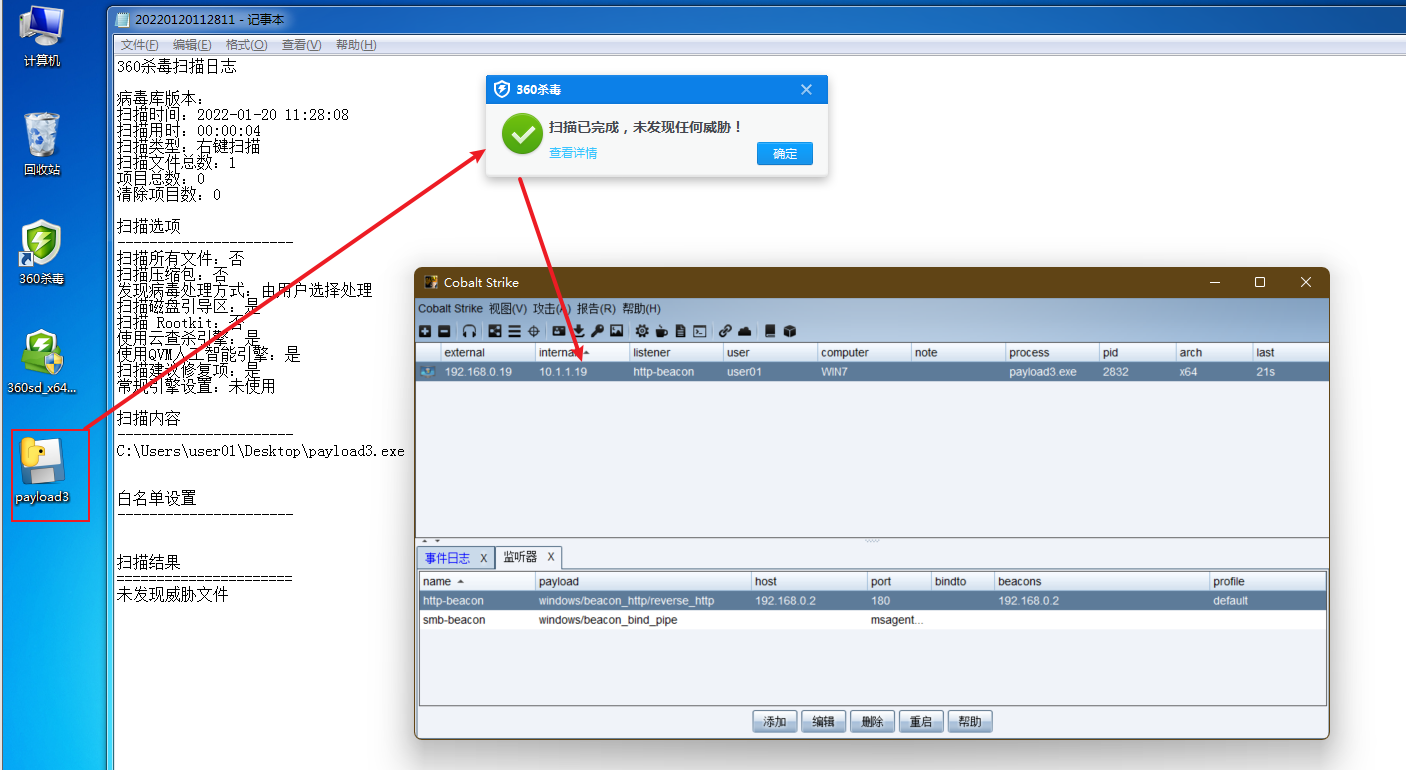 计算机
回收站
360杀毒
360sd_x64...
payload3
20220120112811 - 记事本
文件(F) 编辑(E) 格式(O) 查看(V) 帮助(H)
360杀毒扫描日志
病毒库版本:
扫描时间: 2022-01-20 11:28:08
扫描用时: 00:00:04
扫描类型: 右键扫描
扫描文件总数: 1
项目总数: 0
清除项目数: 0
扫描选项
----------------------
扫描所有文件: 否
扫描压缩包: 否
发现病毒处理方式: 由用户选择处理
扫描磁盘引导区: 是
扫描 Rootkit: 否
使用云查杀引擎: 是
使用QVM人工智能引擎: 是
扫描建议修复项: 是
常规引擎设置: 未使用
扫描内容
----------------------
C:\Users\user01\Desktop\payload3.exe
白名单设置
----------------------
扫描结果
======================
未发现威胁文件
360杀毒
扫描已完成，未发现任何威胁！
查看详情
确定
Cobalt Strike
Cobalt Strike 视图(V) 攻击(A) 报告(R) 帮助(H)
external internal listener user computer note process pid arch last
192.168.0.19 10.1.1.19 http-beacon user01 WIN7 payload3.exe 2832 x64 21s
事件日志 X 监听器 X
name payload host port bindto beacons profile
http-beacon windows/beacon_http/reverse_http 192.168.0.2 180 192.168.0.2 default
smb-beacon windows/beacon_bind_pipe msagent...
添加 编辑 删除 重启 帮助